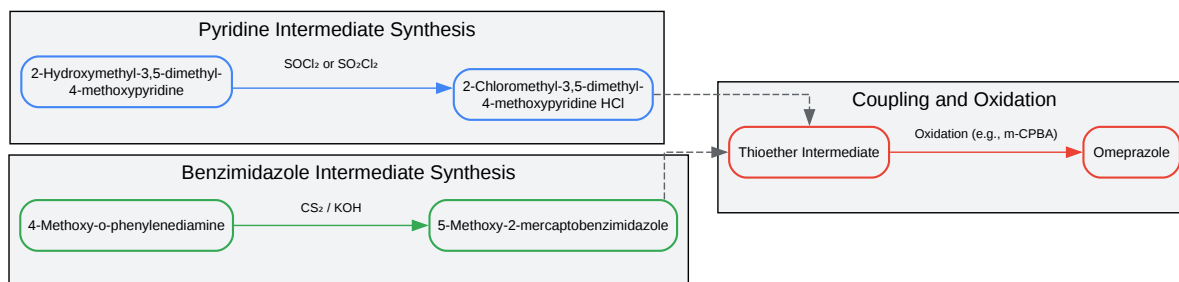 Pyridine Intermediate Synthesis
2-Hydroxymethyl-3,5-dimethyl-
4-methoxypyridine
SOCl₂ or SO₂Cl₂
2-Chloromethyl-3,5-dimethyl-
4-methoxypyridine HCl
Benzimidazole Intermediate Synthesis
4-Methoxy-o-phenylenediamine
CS₂ / KOH
5-Methoxy-2-mercaptobenzimidazole
Coupling and Oxidation
Thioether Intermediate
Oxidation (e.g., m-CPBA)
Omeprazole